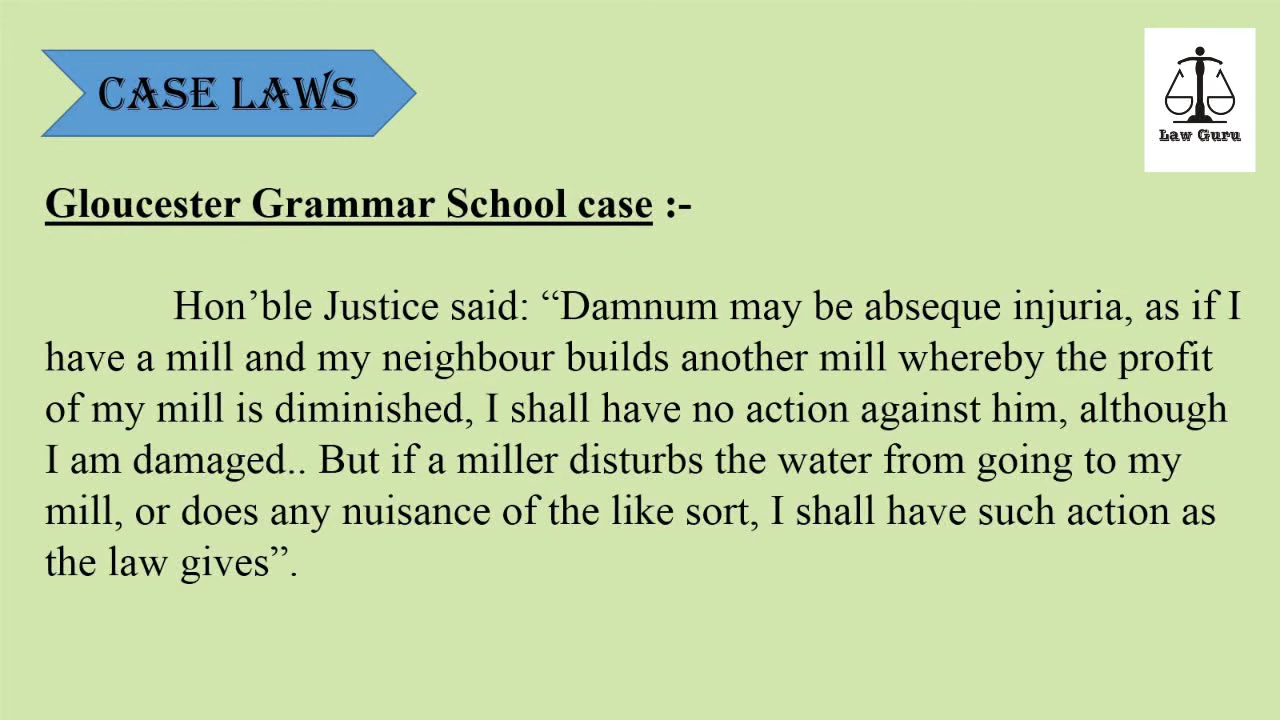 CASE LAWS
Law Guru
Gloucester Grammar School case :-
Hon’ble Justice said: “Damnum may be abseque injuria, as if I
have a mill and my neighbour builds another mill whereby the profit
of my mill is diminished, I shall have no action against him, although
I am damaged.. But if a miller disturbs the water from going to my
mill, or does any nuisance of the like sort, I shall have such action as
the law gives”.